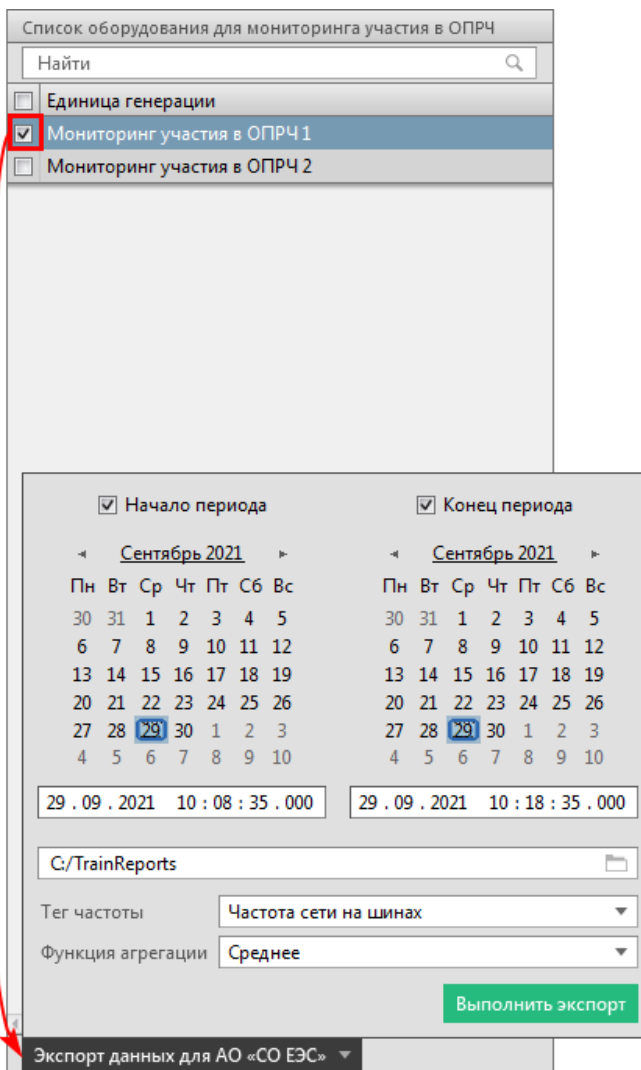 Список оборудования для мониторинга участия в ОПРЧ
Найти
Единица генерации
Мониторинг участия в ОПРЧ 1
Мониторинг участия в ОПРЧ 2
Начало периода Конец периода
Сентябрь 2021 Сентябрь 2021
Пн Вт Ср Чт Пт Сб Вс Пн Вт Ср Чт Пт Сб Вс
30 31 1 2 3 4 5 30 31 1 2 3 4 5
6 7 8 9 10 11 12 6 7 8 9 10 11 12
13 14 15 16 17 18 19 13 14 15 16 17 18 19
20 21 22 23 24 25 26 20 21 22 23 24 25 26
27 28 29 30 1 2 3 27 28 29 30 1 2 3
4 5 6 7 8 9 10 4 5 6 7 8 9 10
29 . 09 . 2021 10 : 08 : 35 . 000 29 . 09 . 2021 10 : 18 : 35 . 000
C:/TrainReports
Тег частоты Частота сети на шинах
Функция агрегации Среднее
Выполнить экспорт
Экспорт данных для АО «СО ЕЭС»